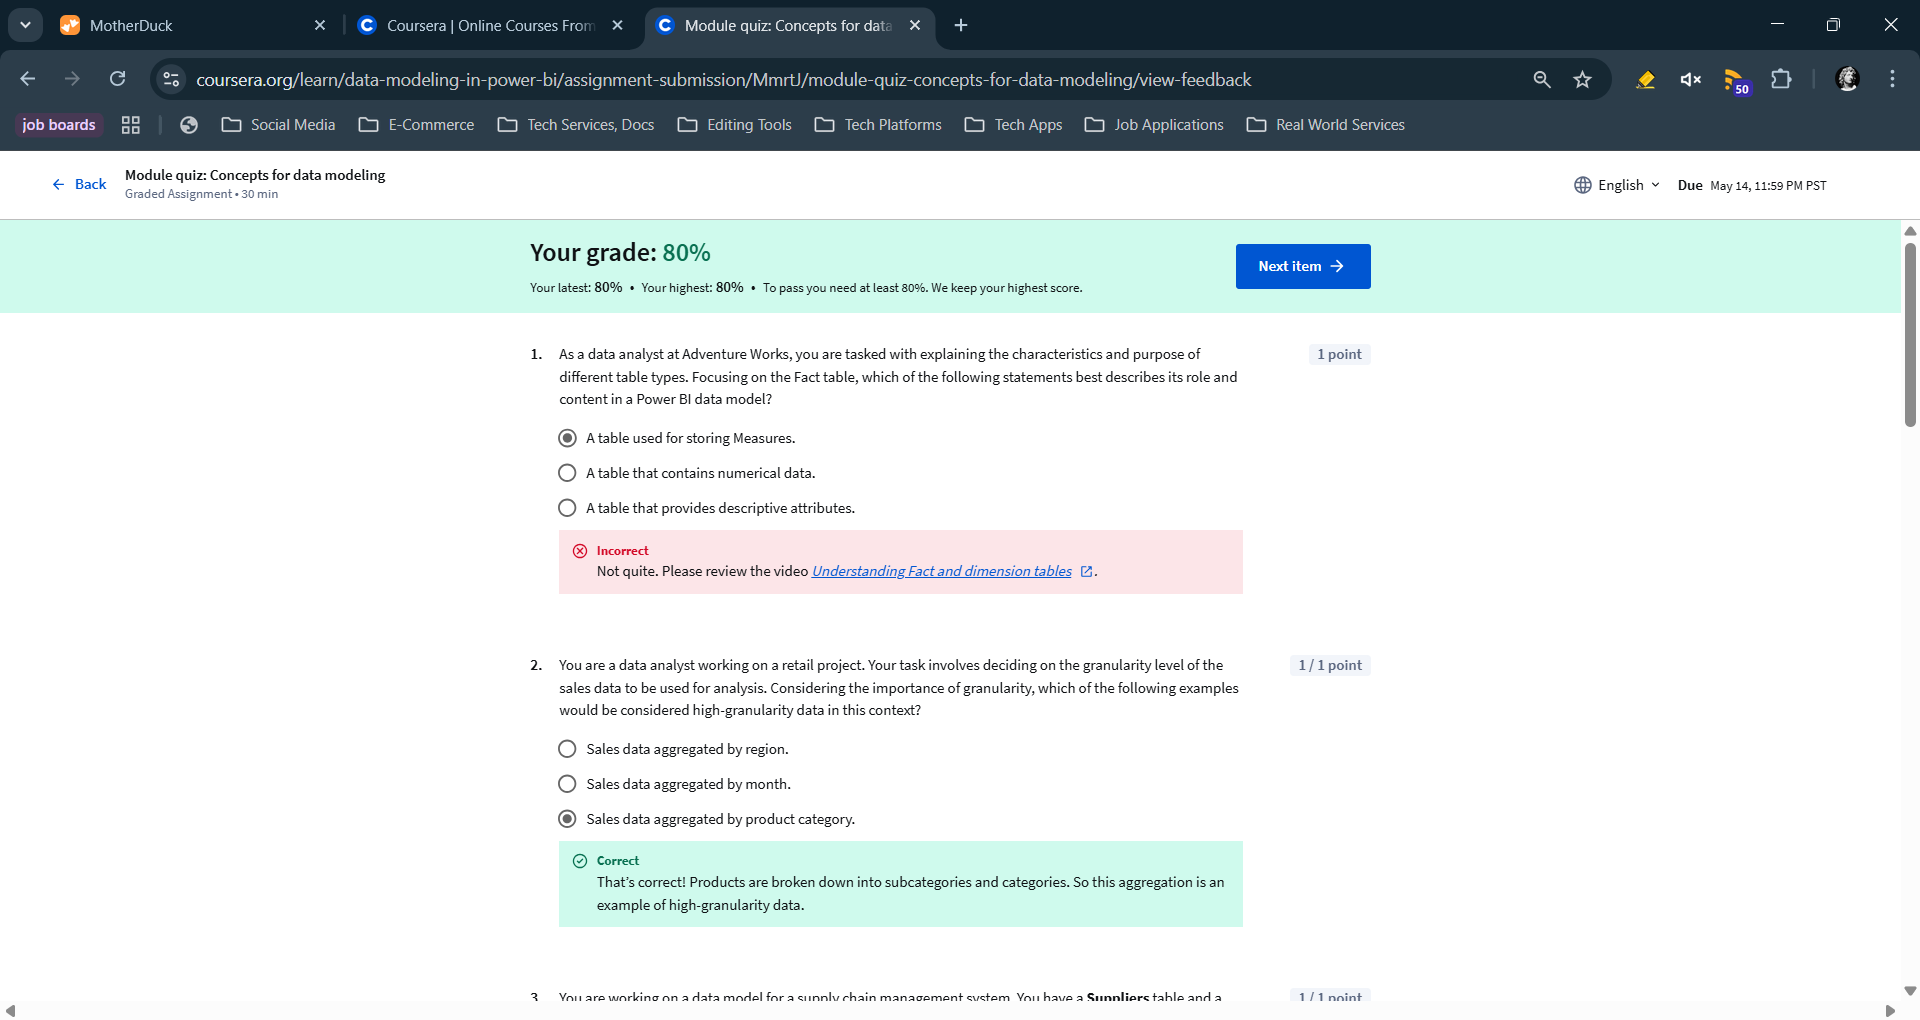 MotherDuck
Coursera | Online Courses From
Module quiz: Concepts for data
coursera.org/learn/data-modeling-in-power-bi/assignment-submission/MmrtJ/module-quiz-concepts-for-data-modeling/view-feedback
50
job boards
Social Media
E-Commerce
Tech Services, Docs
Editing Tools
Tech Platforms
Tech Apps
Job Applications
Real World Services
Back
Module quiz: Concepts for data modeling
Graded Assignment • 30 min
English
Due May 14, 11:59 PM PST
Your grade: 80%
Your latest: 80% • Your highest: 80% • To pass you need at least 80%. We keep your highest score.
Next item
1. As a data analyst at Adventure Works, you are tasked with explaining the characteristics and purpose of
different table types. Focusing on the Fact table, which of the following statements best describes its role and
content in a Power BI data model?
1 point
A table used for storing Measures.
A table that contains numerical data.
A table that provides descriptive attributes.
Incorrect
Not quite. Please review the video Understanding Fact and dimension tables .
2. You are a data analyst working on a retail project. Your task involves deciding on the granularity level of the
sales data to be used for analysis. Considering the importance of granularity, which of the following examples
would be considered high-granularity data in this context?
1 / 1 point
Sales data aggregated by region.
Sales data aggregated by month.
Sales data aggregated by product category.
Correct
That's correct! Products are broken down into subcategories and categories. So this aggregation is an
example of high-granularity data.
3. You are working on a data model for a supply chain management system. You have a Suppliers table and a
1 / 1 point